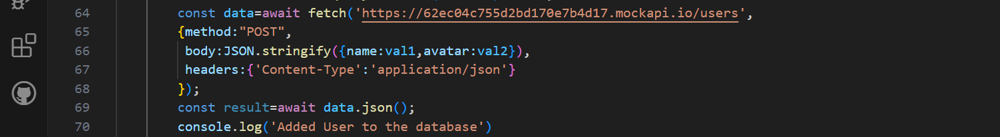 64 const data=await fetch('https://62ec04c755d2bd170e7b4d17.mockapi.io/users',
65 {method:"POST",
66 body:JSON.stringify({name:val1,avatar:val2}),
67 headers:{'Content-Type':'application/json'}
68 });
69 const result=await data.json();
70 console.log('Added User to the database')